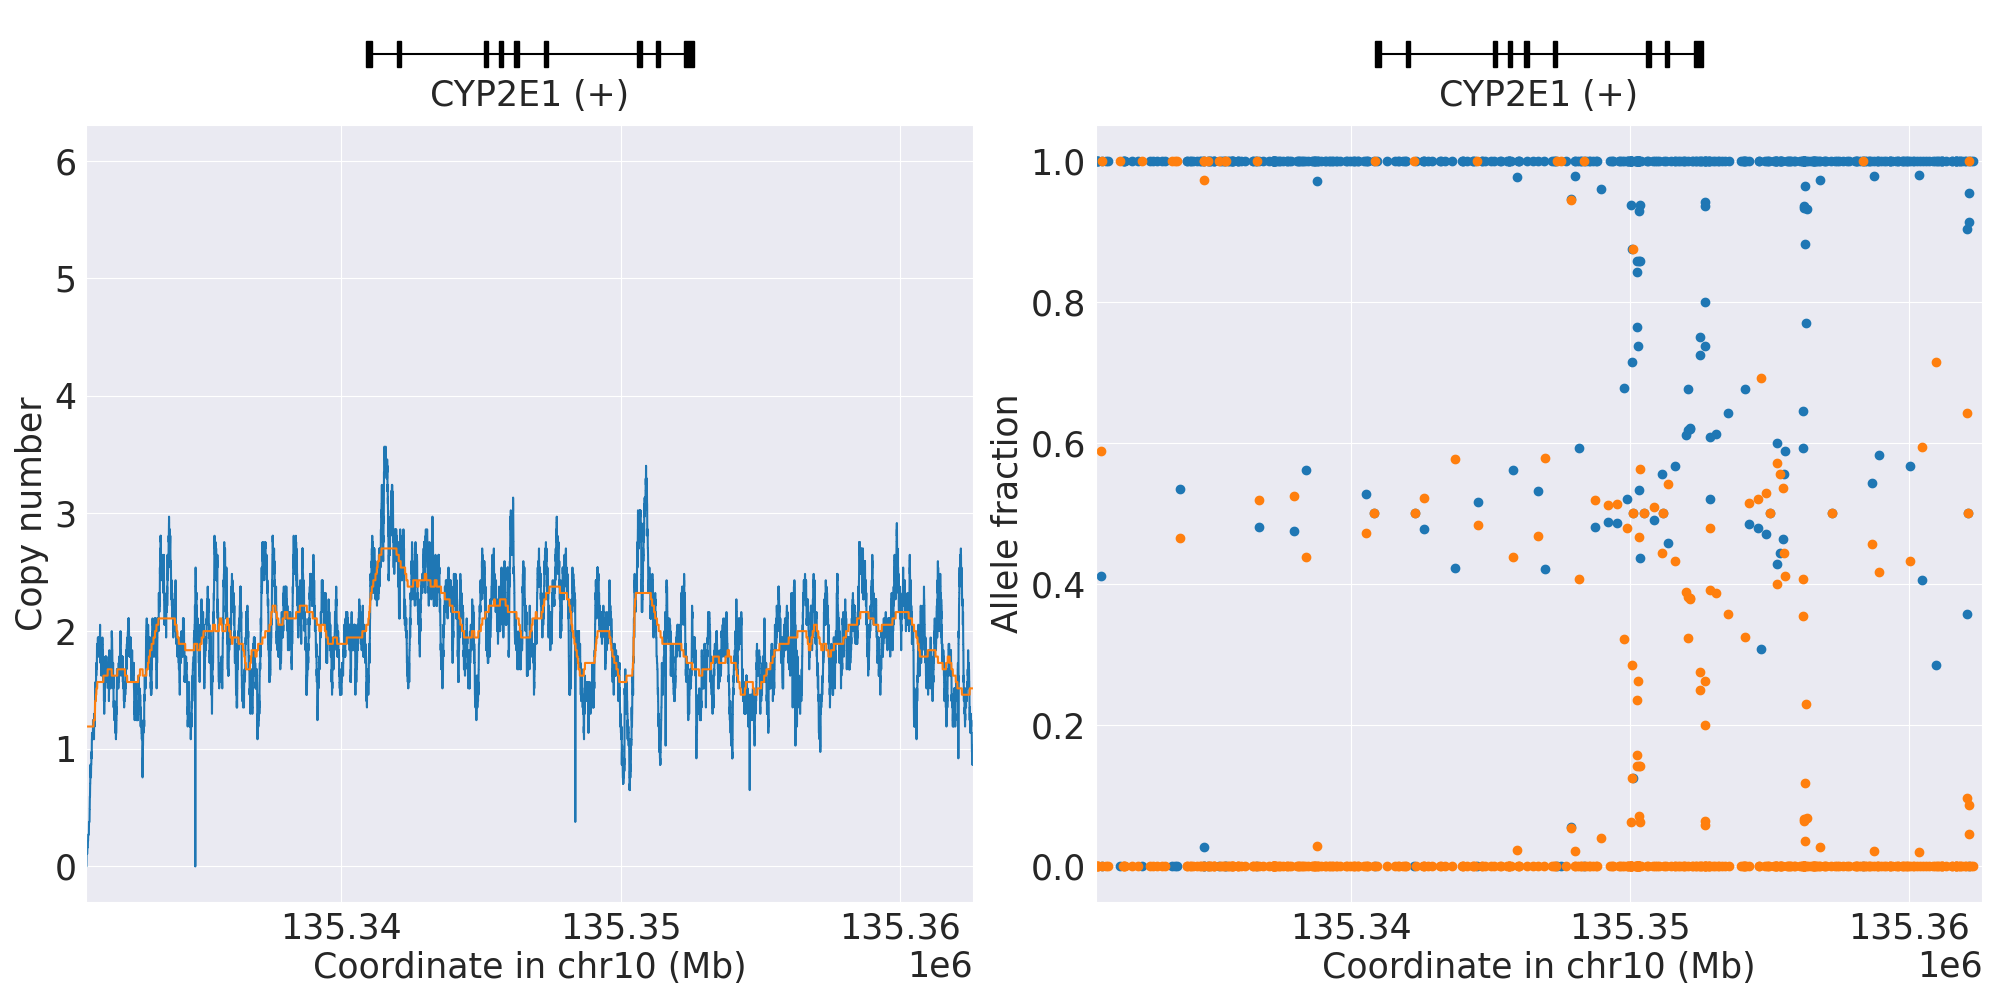 CYP2E1 (+)
CYP2E1 (+)
6
5
4
3
2
1
0
Copy number
135.34
135.35
135.36
Coordinate in chr10 (Mb)
1e6
1.0
0.8
0.6
0.4
0.2
0.0
Allele fraction
135.34
135.35
135.36
Coordinate in chr10 (Mb)
1e6